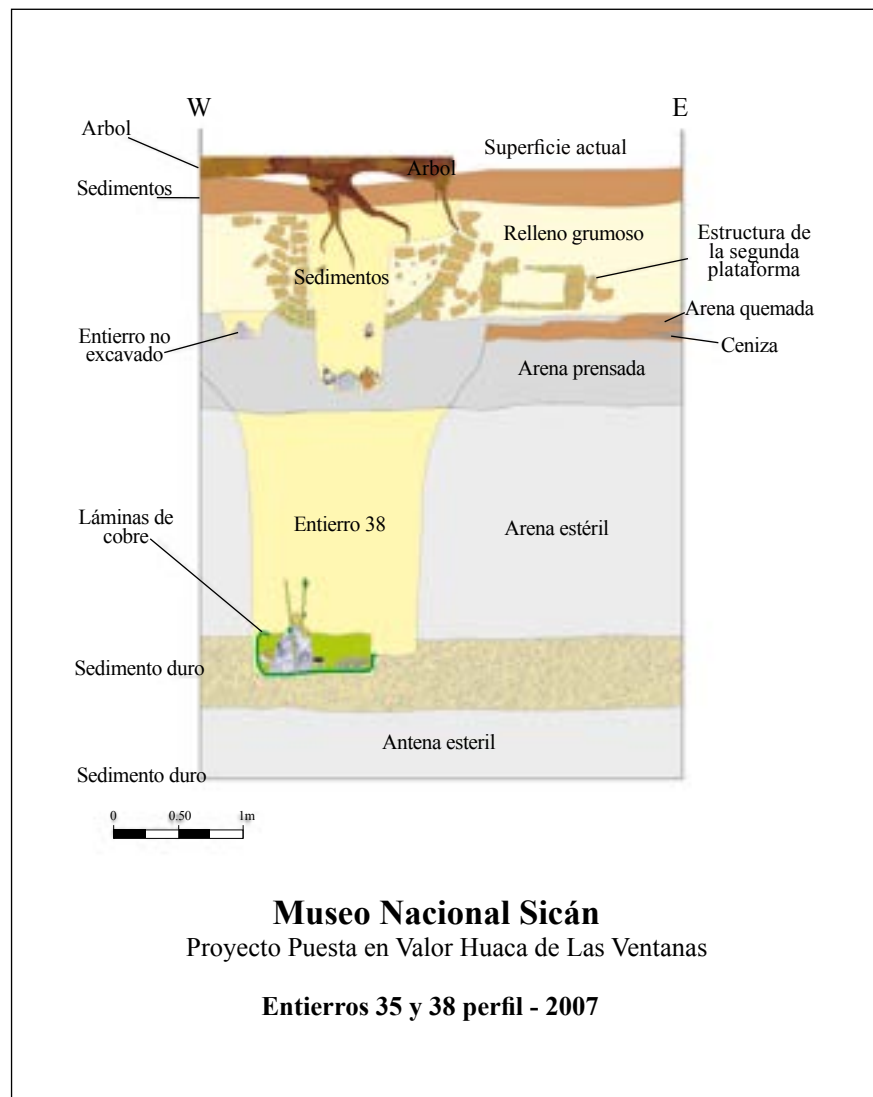 W
E
Arbol
Superficie actual
Arbol
Sedimentos
Relleno grumoso
Estructura de
la segunda
plataforma
Sedimentos
Arena quemada
Entierro no
excavado
Ceniza
Arena prensada
Láminas de
cobre
Entierro 38
Arena estéril
Sedimento duro
Antena esteril
Sedimento duro
0
0.50
1m
Museo Nacional Sicán
Proyecto Puesta en Valor Huaca de Las Ventanas
Entierros 35 y 38 perfil - 2007